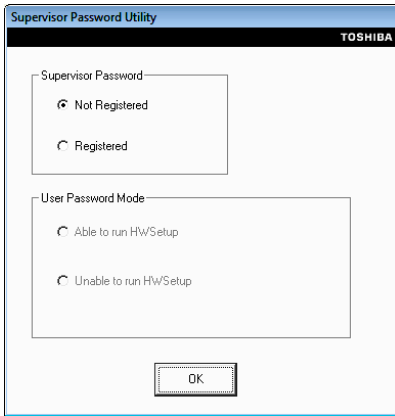 Supervisor Password Utility
TOSHIBA
Supervisor Password
Not Registered
Registered
User Password Mode
Able to run HWSetup
Unable to run HWSetup
OK